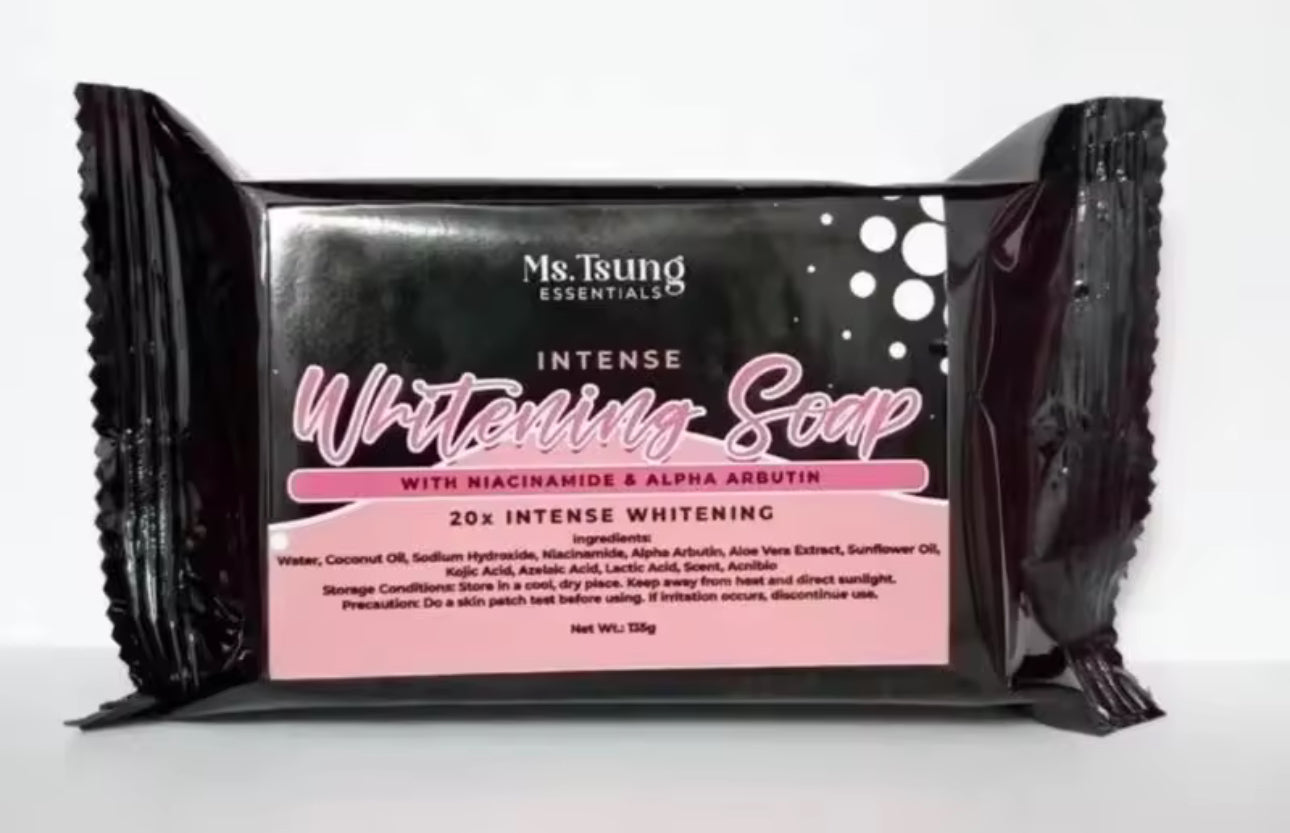 Ms. Tsung
ESSENTIALS
INTENSE
Whitening Soap
WITH NIACINAMIDE & ALPHA ARBUTIN
20x INTENSE WHITENING
Ingredients:
Water, Coconut Oil, Sodium Hydroxide, Niacinamide, Alpha Arbutin, Aloe Vera Extract, Sunflower Oil,
Kojic Acid, Azelaic Acid, Lactic Acid, Scent, Acnibio
Storage Conditions: Store in a cool, dry place. Keep away from heat and direct sunlight.
Precaution: Do a skin patch test before using. If irritation occurs, discontinue use.
Net Wt.: 135g